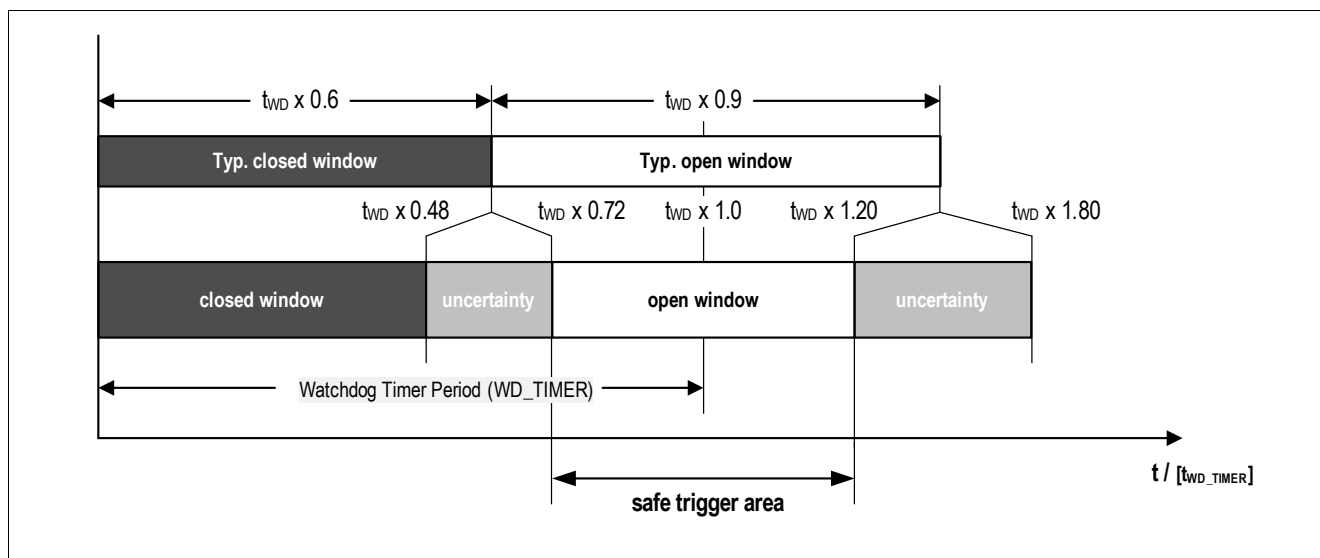 tWD x 0.6
tWD x 0.9
Typ. closed window
Typ. open window
tWD x 0.48
tWD x 0.72
tWD x 1.0
tWD x 1.20
tWD x 1.80
closed window
uncertainty
open window
uncertainty
Watchdog Timer Period (WD_TIMER)
t / [tWD_TIMER]
safe trigger area